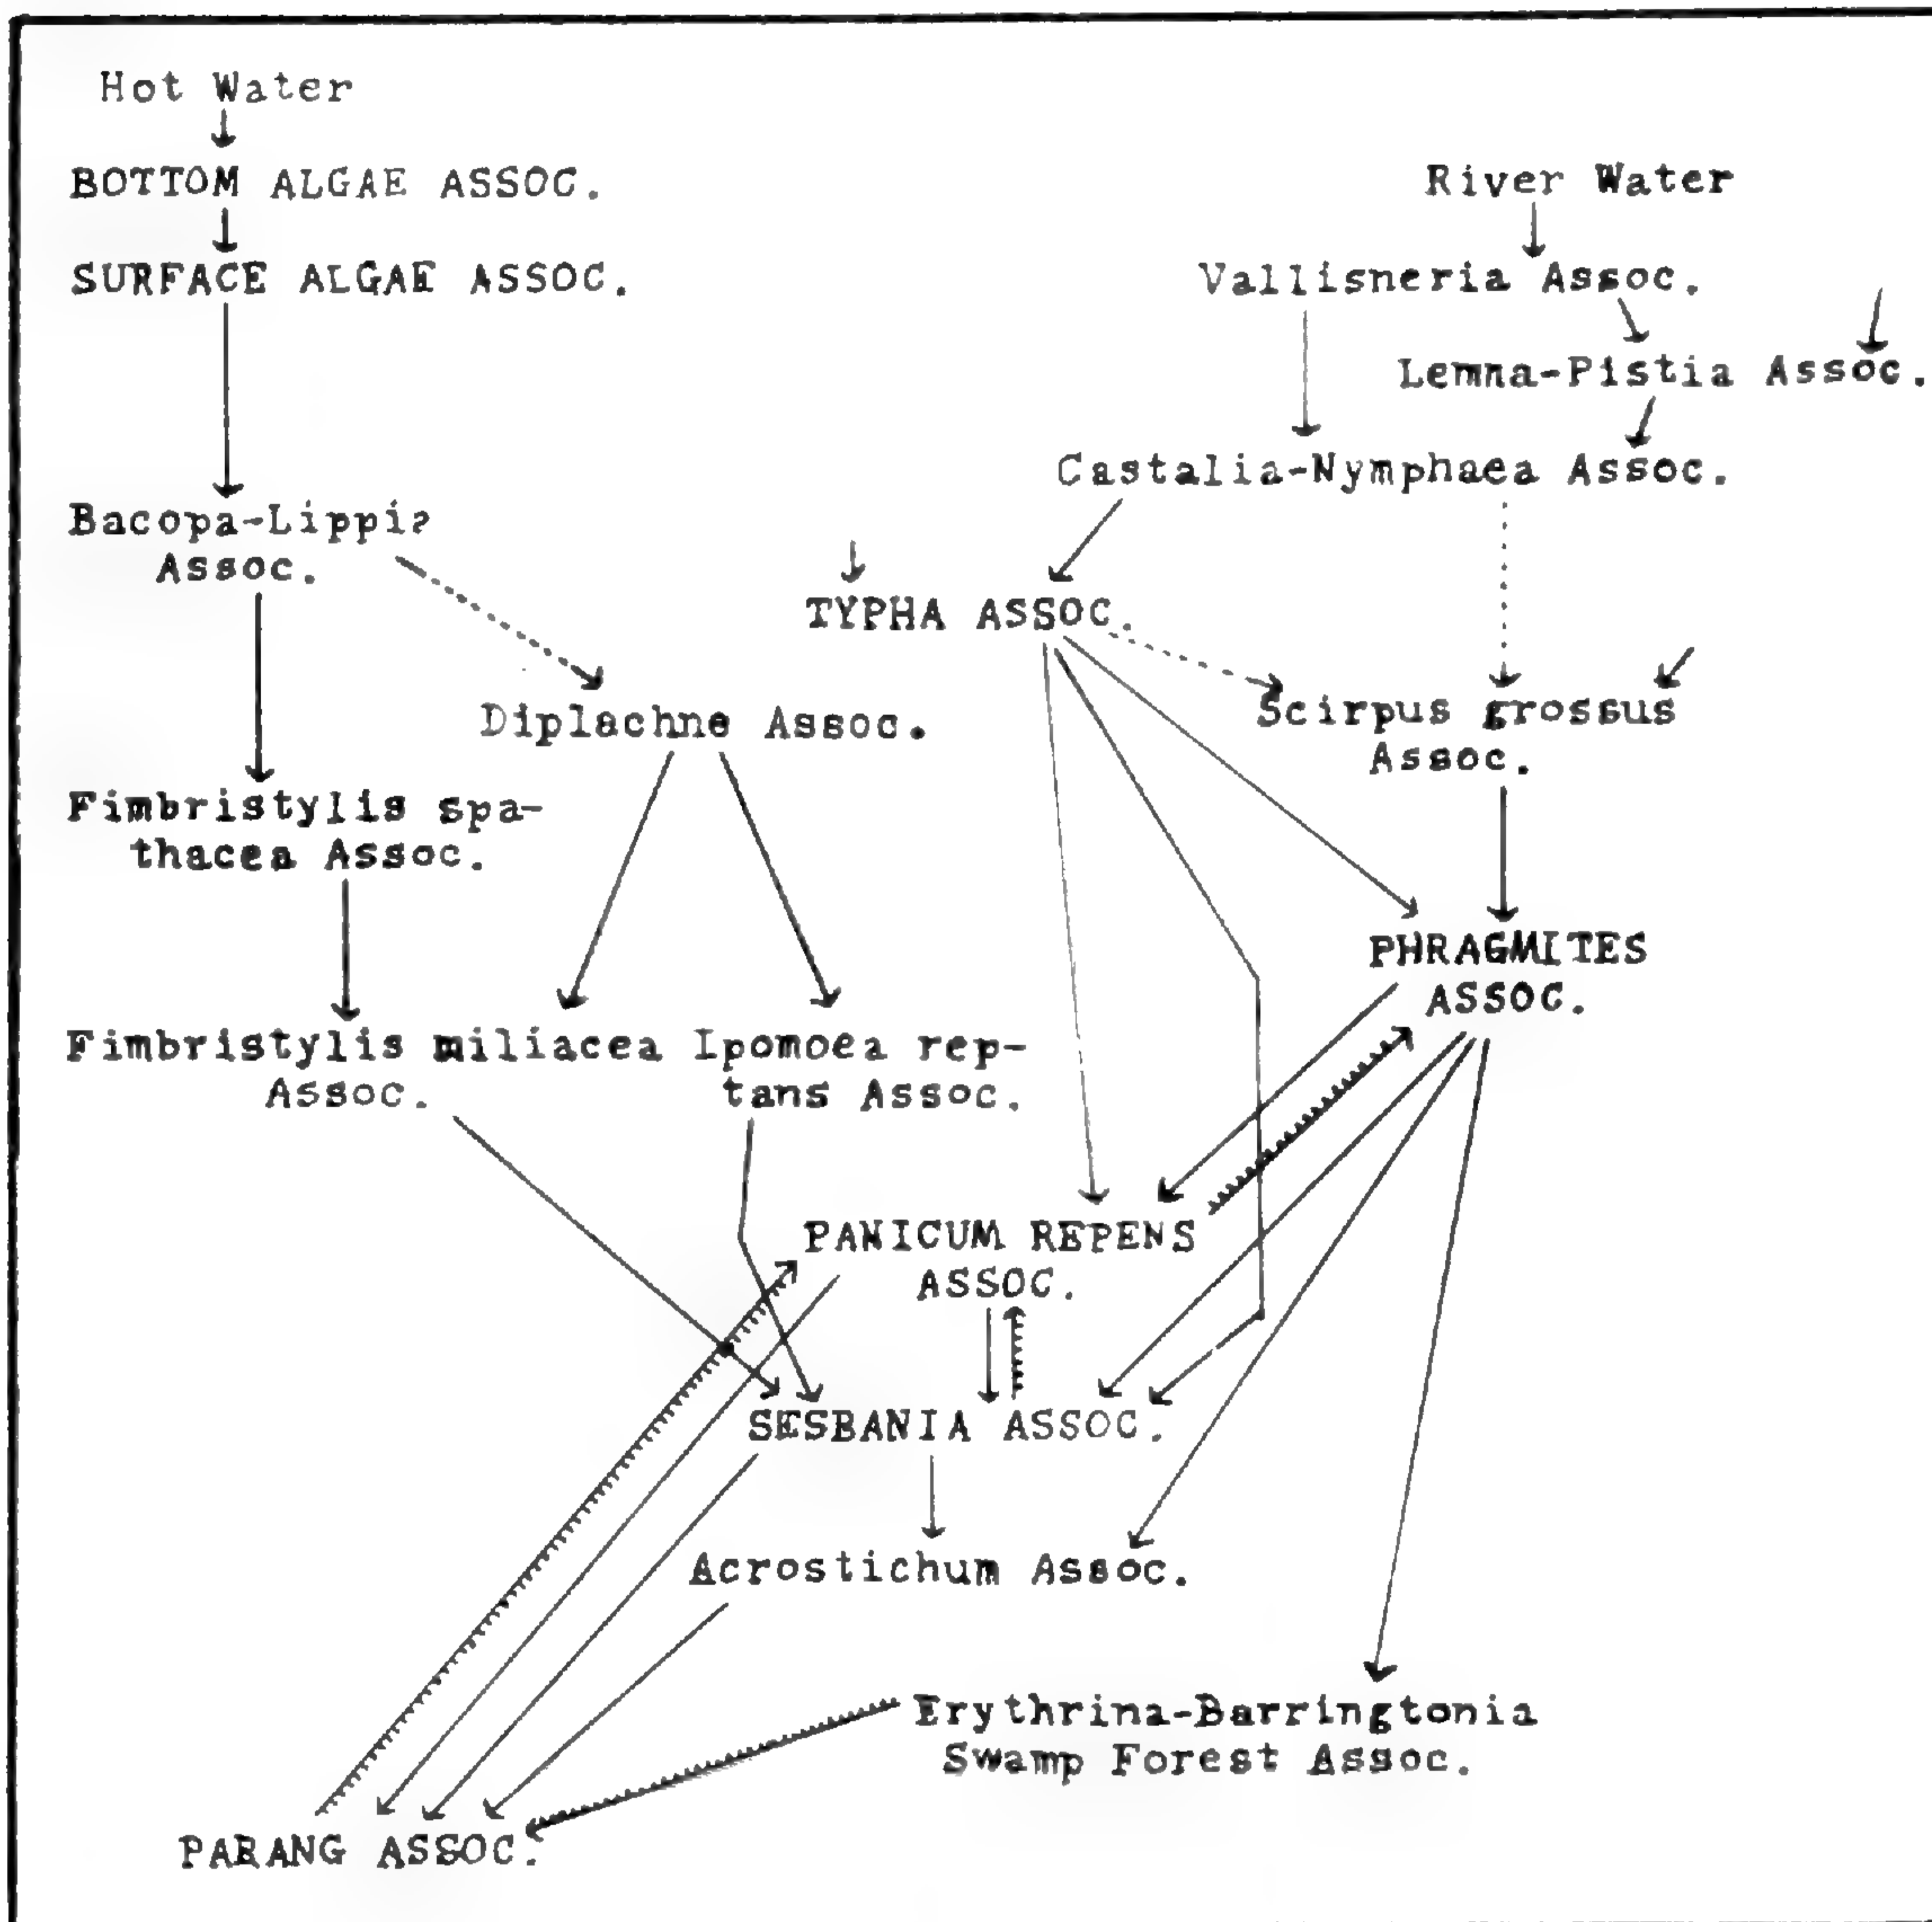 Hot Water
BOTTOM ALGAE ASSOC.
River Water
SURFACE ALGAE ASSOC.
Vallisneria Assoc.
Lemna-Pistia Assoc.
Castalia-Nymphaea Assoc.
Bacopa-Lippia
Assoc.
TYPHA ASSOC.
Diplachne Assoc.
Scirpus grossus
Assoc.
Fimbristylis spa-
thacea Assoc.
PHRAGMITES
ASSOC.
Fimbristylis miliacea
Assoc.
Ipomoea rep-
tans Assoc.
PANICUM REPENS
ASSOC.
SESBANIA ASSOC.
Acrostichum Assoc.
Erythrina-Barringtonia
Swamp Forest Assoc.
PARANG ASSOC.